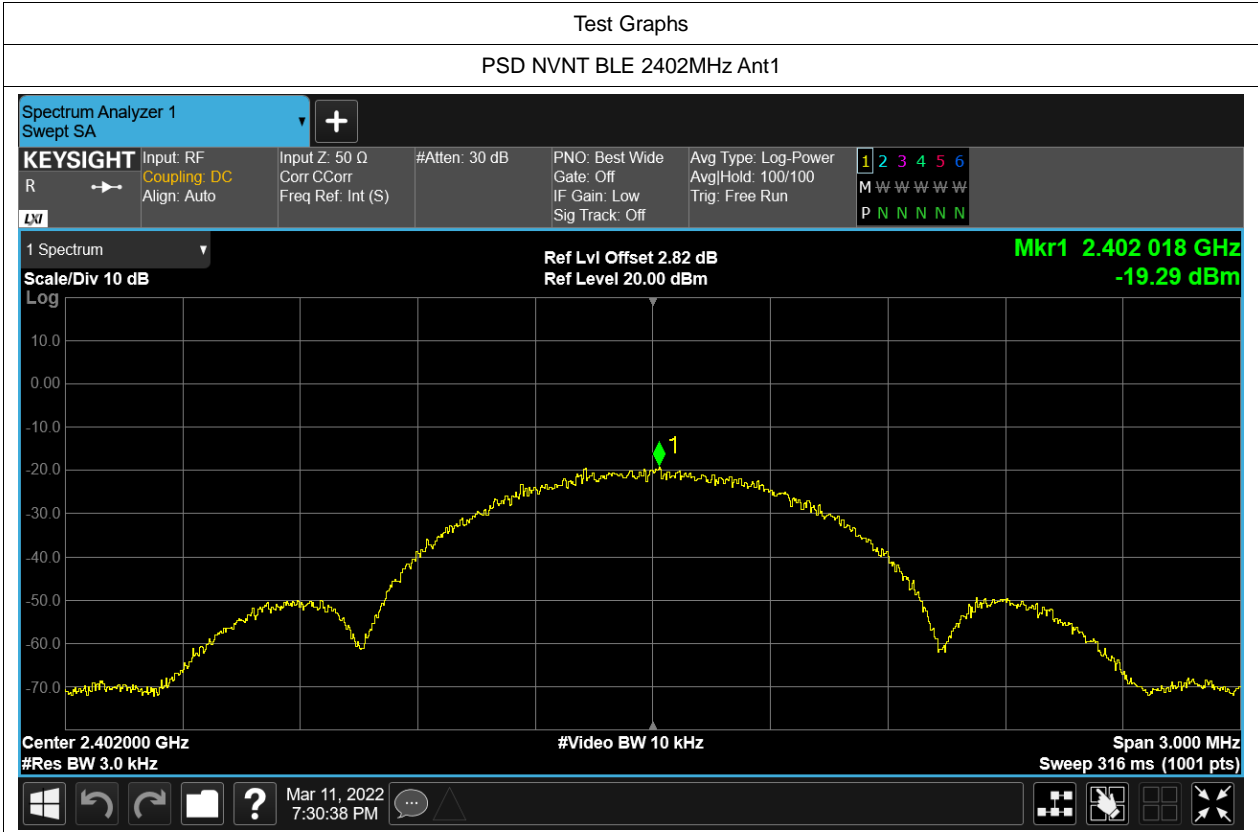 Test Graphs
PSD NVNT BLE 2402MHz Ant1
Spectrum Analyzer 1
Swept SA
KEYSIGHT Input: RF Input Z: 50 Ω #Atten: 30 dB PNO: Best Wide Avg Type: Log-Power 1 2 3 4 5 6
R Coupling: DC Corr CCorr Gate: Off Avg|Hold: 100/100 M W W W W W W
Align: Auto Freq Ref: Int (S) IF Gain: Low Trig: Free Run
LXI Sig Track: Off P N N N N N N
1 Spectrum Ref Lvl Offset 2.82 dB Mkr1 2.402 018 GHz
Scale/Div 10 dB Ref Level 20.00 dBm -19.29 dBm
Log
10.0
0.00
-10.0
1
-20.0
-30.0
-40.0
-50.0
-60.0
-70.0
Center 2.402000 GHz #Video BW 10 kHz Span 3.000 MHz
#Res BW 3.0 kHz Sweep 316 ms (1001 pts)
? Mar 11, 2022
7:30:38 PM